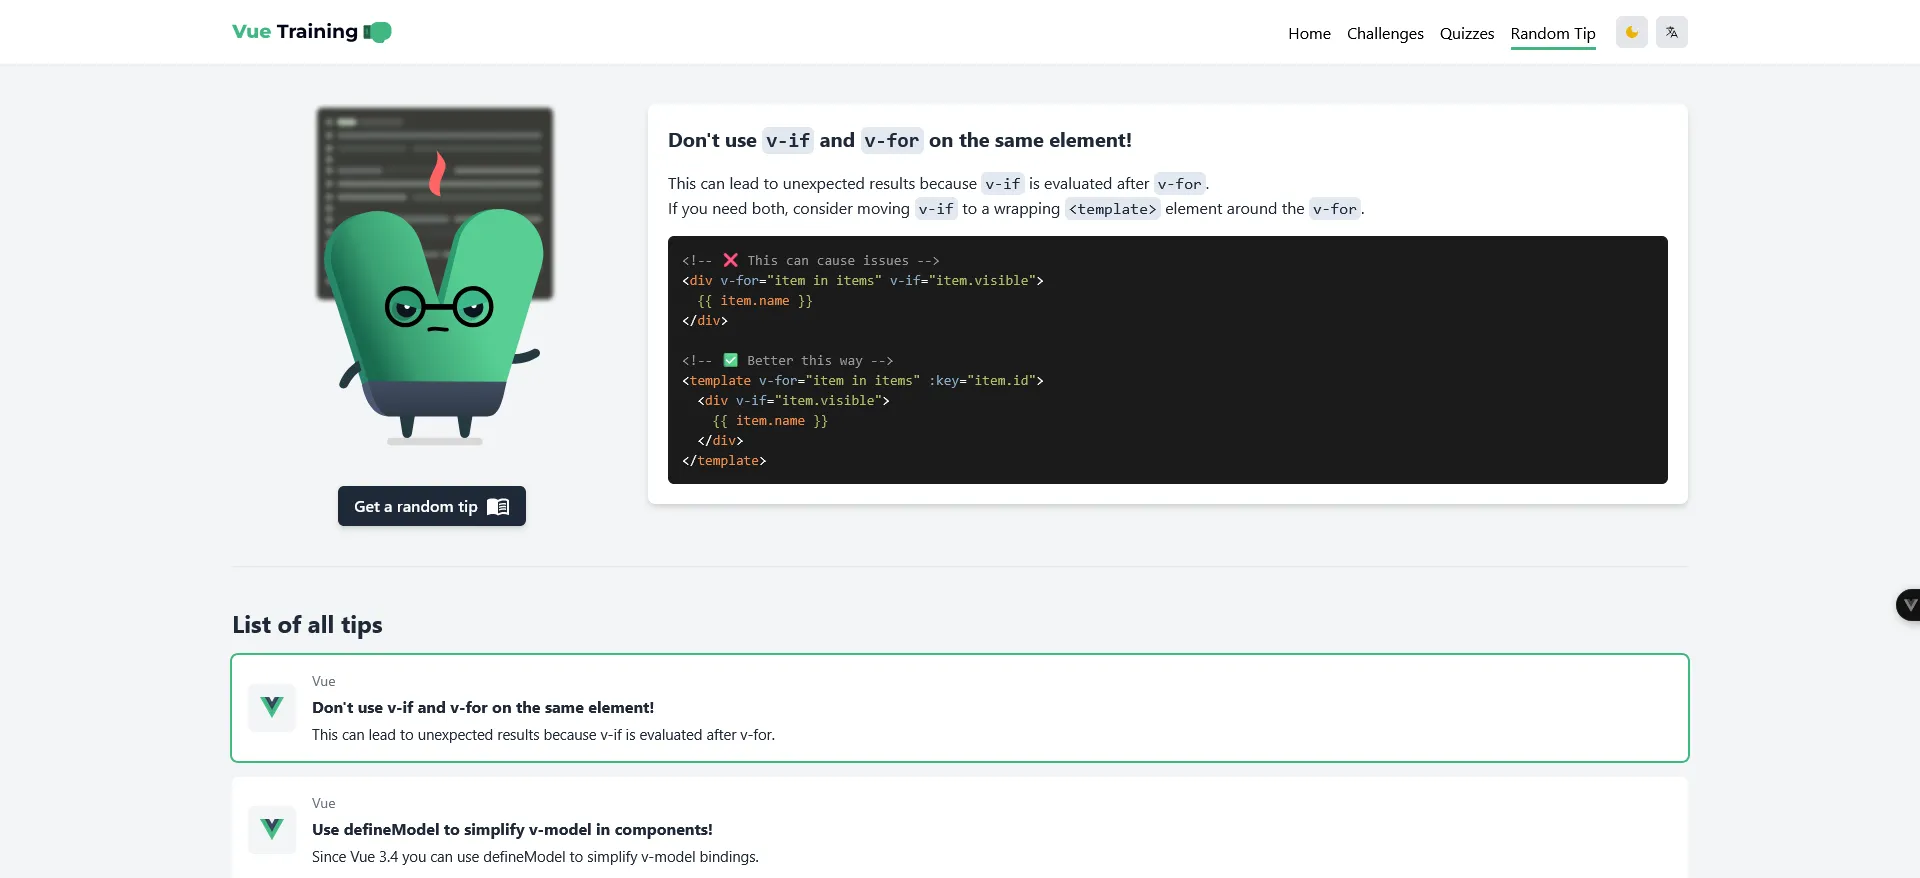 Vue Training
Home Challenges Quizzes Random Tip
Don't use v-if and v-for on the same element!
This can lead to unexpected results because v-if is evaluated after v-for.
If you need both, consider moving v-if to a wrapping <template> element around the v-for.
<!-- ❌ This can cause issues -->
<div v-for="item in items" v-if="item.visible">
  {{ item.name }}
</div>
<!-- ✅ Better this way -->
<template v-for="item in items" :key="item.id">
  <div v-if="item.visible">
    {{ item.name }}
  </div>
</template>
Get a random tip
List of all tips
Vue
Don't use v-if and v-for on the same element!
This can lead to unexpected results because v-if is evaluated after v-for.
Vue
Use defineModel to simplify v-model in components!
Since Vue 3.4 you can use defineModel to simplify v-model bindings.